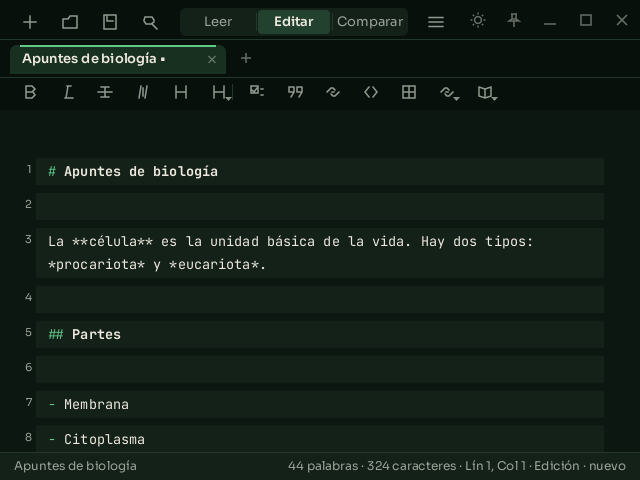 Leer Editar Comparar
Apuntes de biología
1 # Apuntes de biología
2
3 La **célula** es la unidad básica de la vida. Hay dos tipos:
*procariota* y *eucariota*.
4
5 ## Partes
6
7 - Membrana
8 - Citoplasma
Apuntes de biología 44 palabras · 324 caracteres · Lín 1, Col 1 · Edición · nuevo